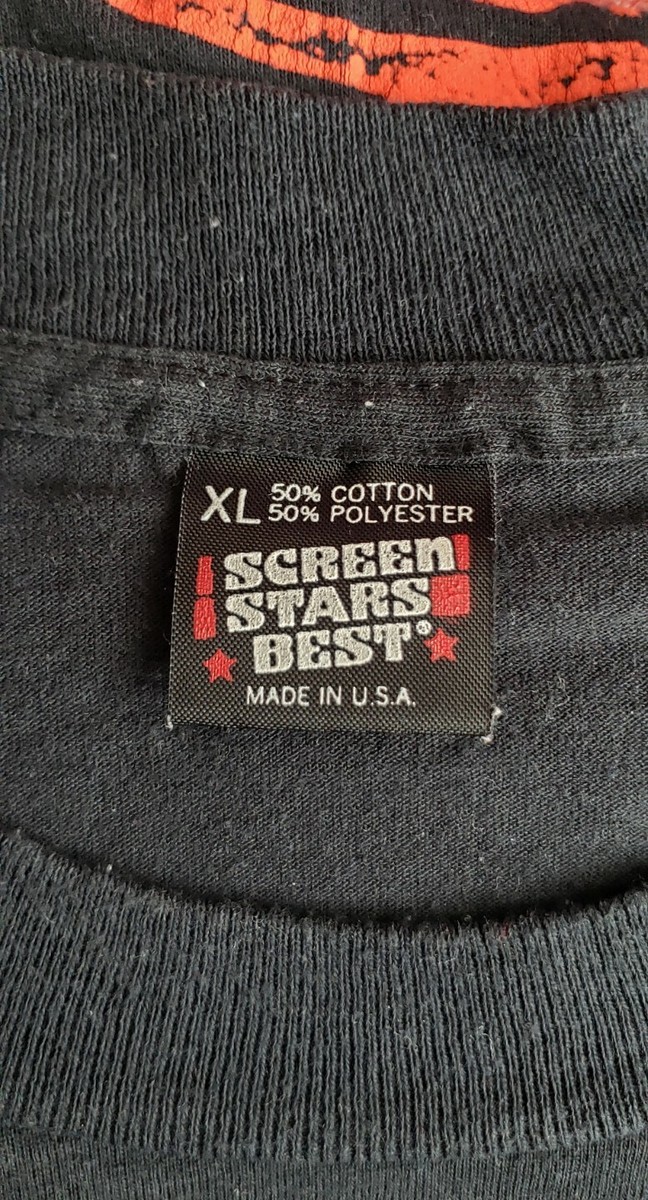 XL 50% COTTON
50% POLYESTER
SCREEN
STARS
BEST®
MADE IN U.S.A.